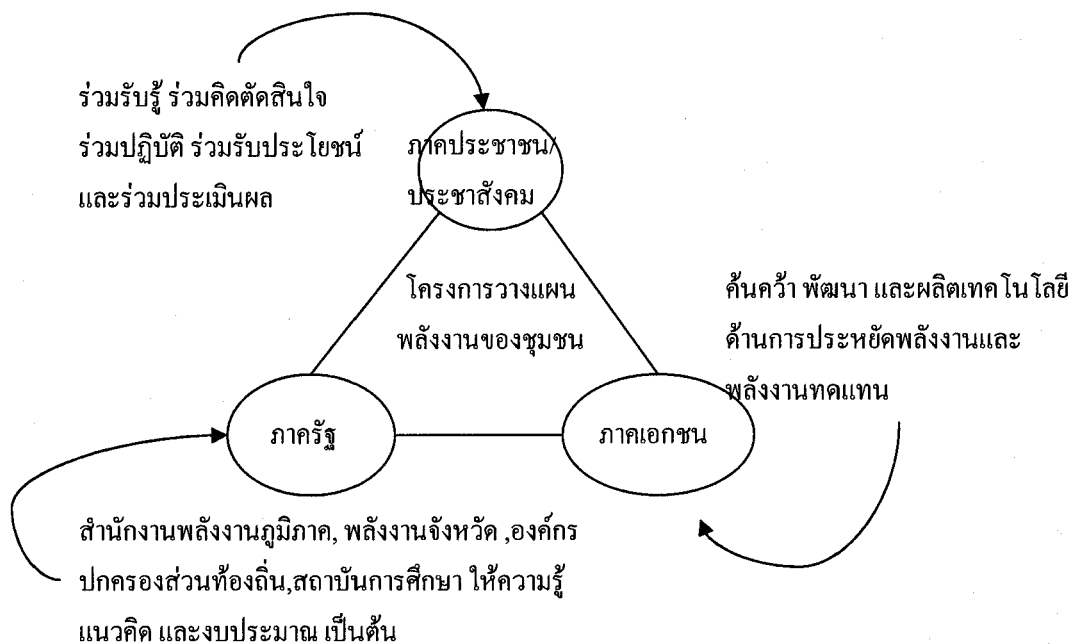 ร่วมรับรู้ ร่วมคิดตัดสินใจ
ร่วมปฏิบัติ ร่วมรับประโยชน์
และร่วมประเมินผล
ภาคประชาชน/
ประชาสังคม
โครงการวางแผน
พลังงานของชุมชน
ค้นคว้า พัฒนา และผลิตเทคโนโลยี
ด้านการประหยัดพลังงานและ
พลังงานทดแทน
ภาครัฐ
ภาคเอกชน
สำนักงานพลังงานภูมิภาค, พลังงานจังหวัด ,องค์กร
ปกครองส่วนท้องถิ่น,สถาบันการศึกษา ให้ความรู้
แนวคิด และงบประมาณ เป็นต้น